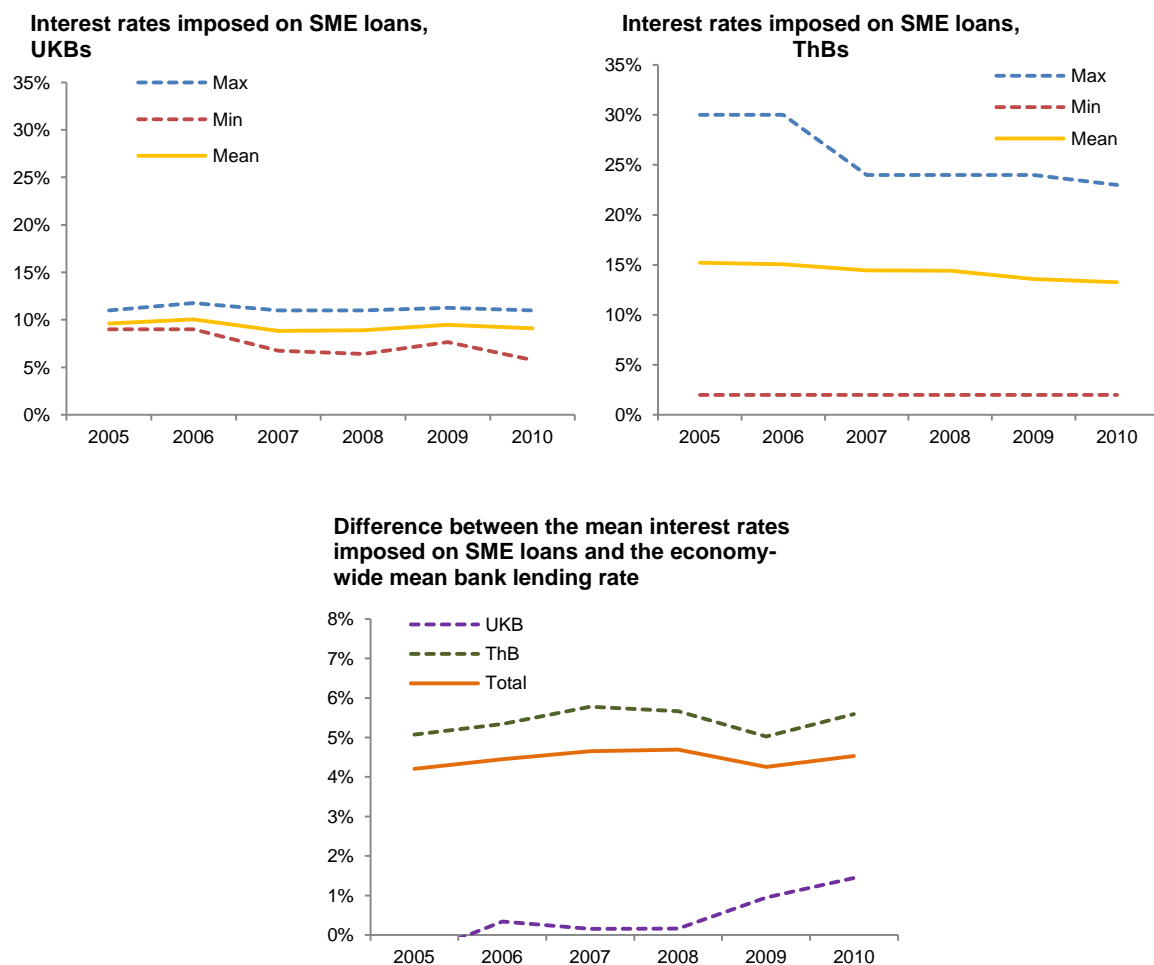 Interest rates imposed on SME loans,
UKBs
Max
Min
Mean
35%
30%
25%
20%
15%
10%
5%
0%
2005 2006 2007 2008 2009 2010
Interest rates imposed on SME loans,
ThBs
Max
Min
Mean
35%
30%
25%
20%
15%
10%
5%
0%
2005 2006 2007 2008 2009 2010
Difference between the mean interest rates
imposed on SME loans and the economy-
wide mean bank lending rate
UKB
ThB
Total
8%
7%
6%
5%
4%
3%
2%
1%
0%
2005 2006 2007 2008 2009 2010